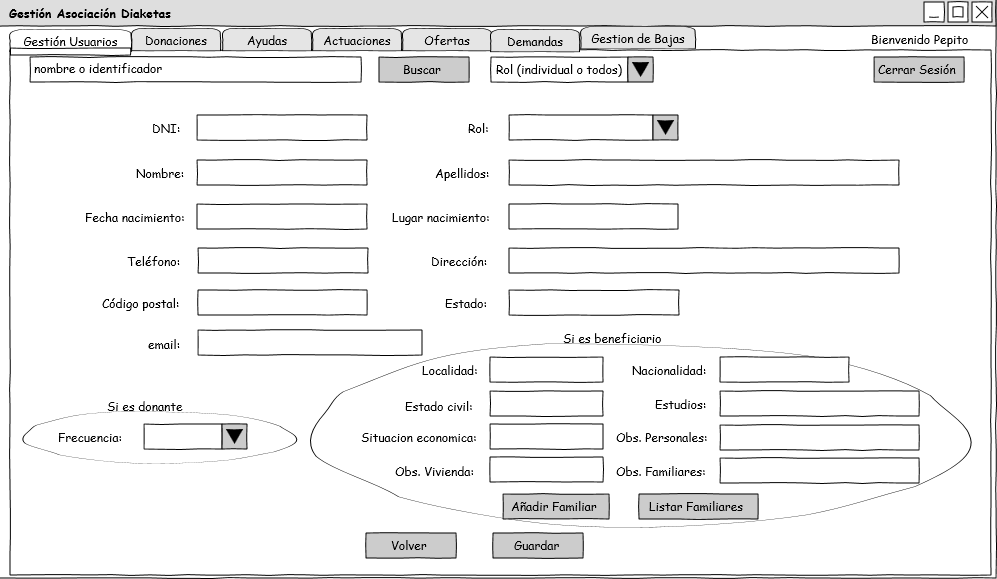 Gestión Asociación Diaketas
Gestión Usuarios Donaciones Ayudas Actuaciones Ofertas Demandas Gestion de Bajas Bienvenido Pepito
nombre o identificador Buscar Rol (individual o todos) Cerrar Sesión
DNI: Rol:
Nombre: Apellidos:
Fecha nacimiento: Lugar nacimiento:
Teléfono: Dirección:
Código postal: Estado:
email:
Si es beneficiario
Localidad: Nacionalidad:
Estado civil: Estudios:
Si es donante
Frecuencia:
Situacion economica: Obs. Personales:
Obs. Vivienda: Obs. Familiares:
Añadir Familiar Listar Familiares
Volver Guardar